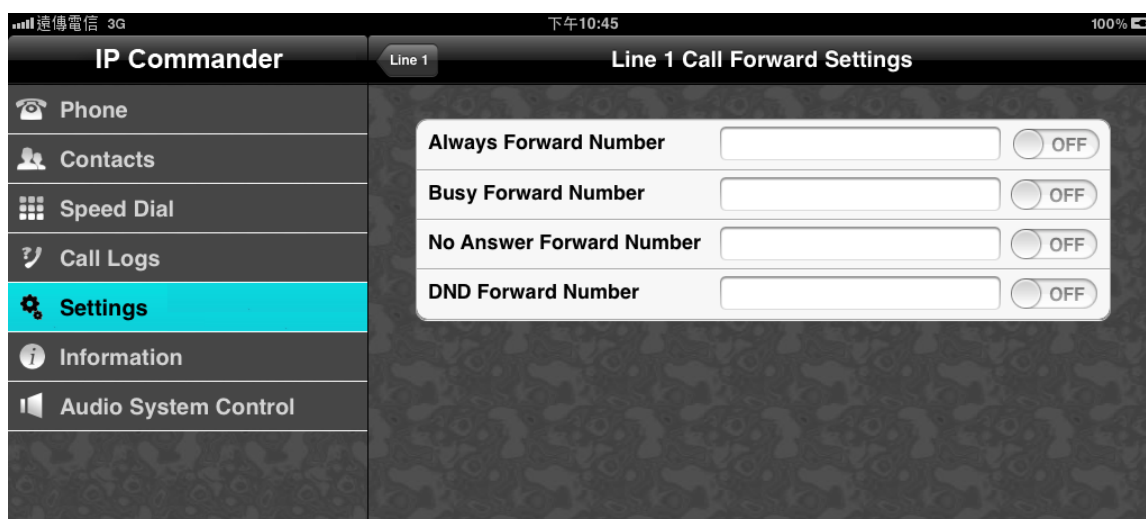 遠傳電信 3G 下午10:45 100%
IP Commander
Line 1
Line 1 Call Forward Settings
Phone
Contacts
Speed Dial
Call Logs
Settings
Information
Audio System Control
Always Forward Number OFF
Busy Forward Number OFF
No Answer Forward Number OFF
DND Forward Number OFF